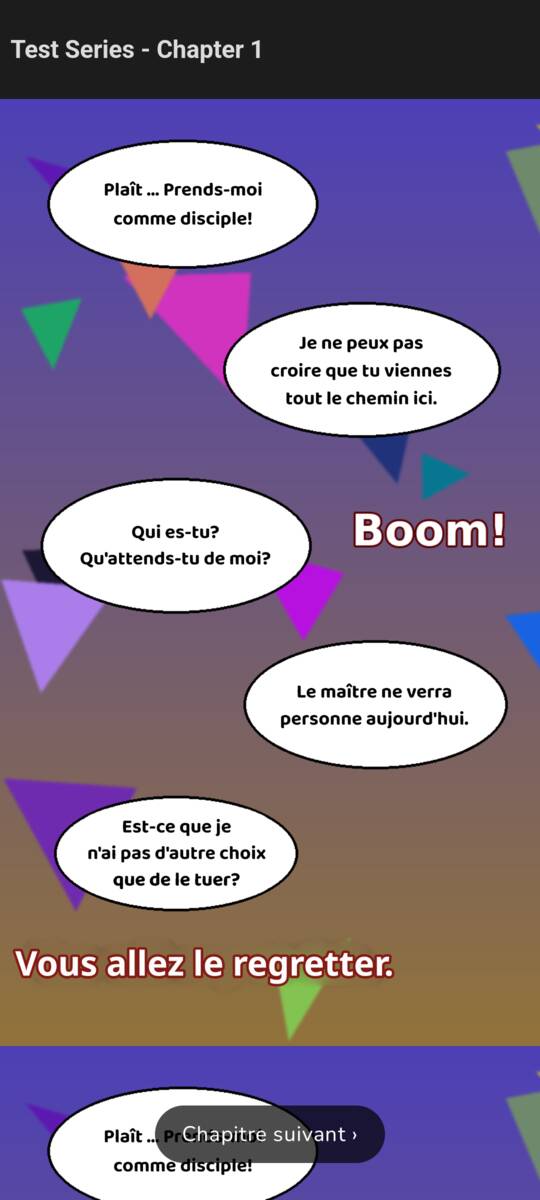 Test Series - Chapter 1
Plaît ... Prends-moi
comme disciple!
Je ne peux pas
croire que tu viennes
tout le chemin ici.
Boom!
Qui es-tu?
Qu'attends-tu de moi?
Le maître ne verra
personne aujourd'hui.
Est-ce que je
n'ai pas d'autre choix
que de le tuer?
Vous allez le regretter.
Plaît ...
Chapitre suivant ›
comme disciple!